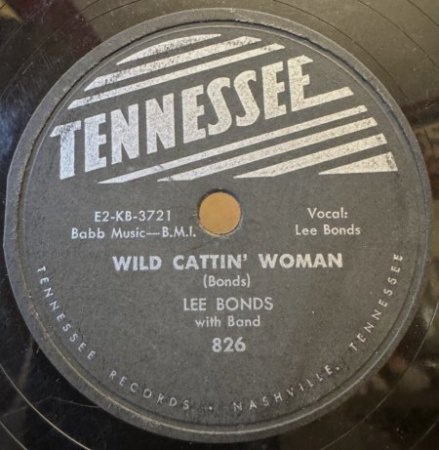 TENNESSEE
E2-KB-3721
Babb Music—B.M.I.
Vocal:
Lee Bonds
WILD CATTIN' WOMAN
(Bonds)
LEE BONDS
with Band
826
TENNESSEE RECORDS • NASHVILLE, TENNESSEE